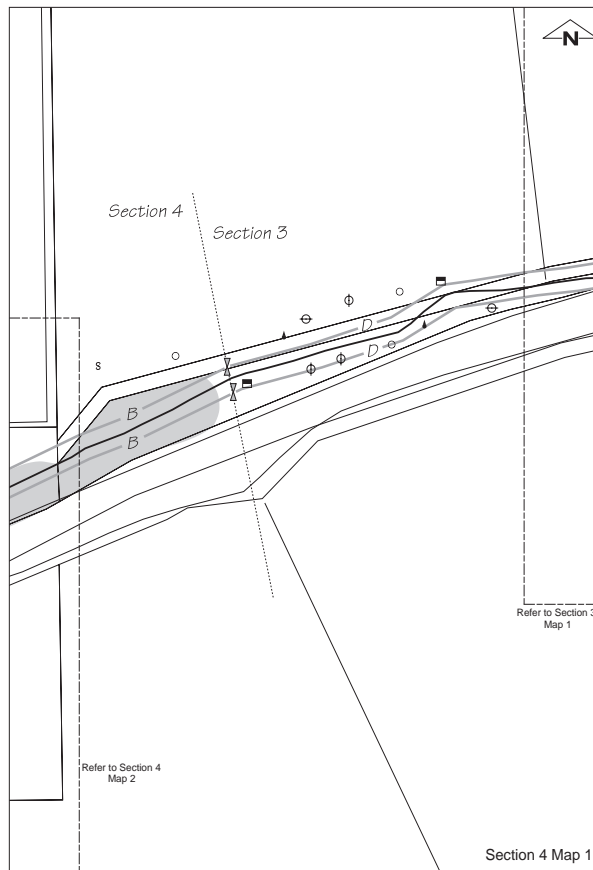 N
Section 4
Section 3
D
D
s
B
B
Refer to Section 3
Map 1
Refer to Section 4
Map 2
Section 4 Map 1